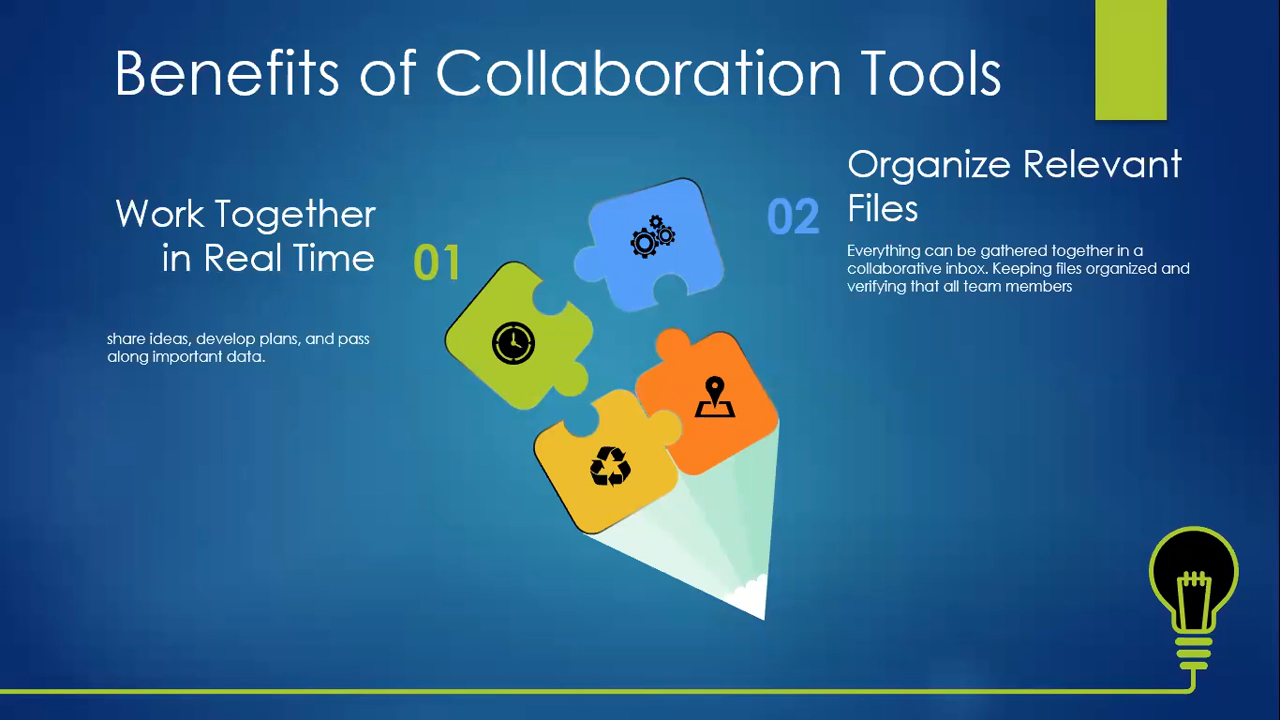 Benefits of Collaboration Tools
Work Together
in Real Time
01
share ideas, develop plans, and pass
along important data.
02
Organize Relevant
Files
Everything can be gathered together in a
collaborative inbox. Keeping files organized and
verifying that all team members